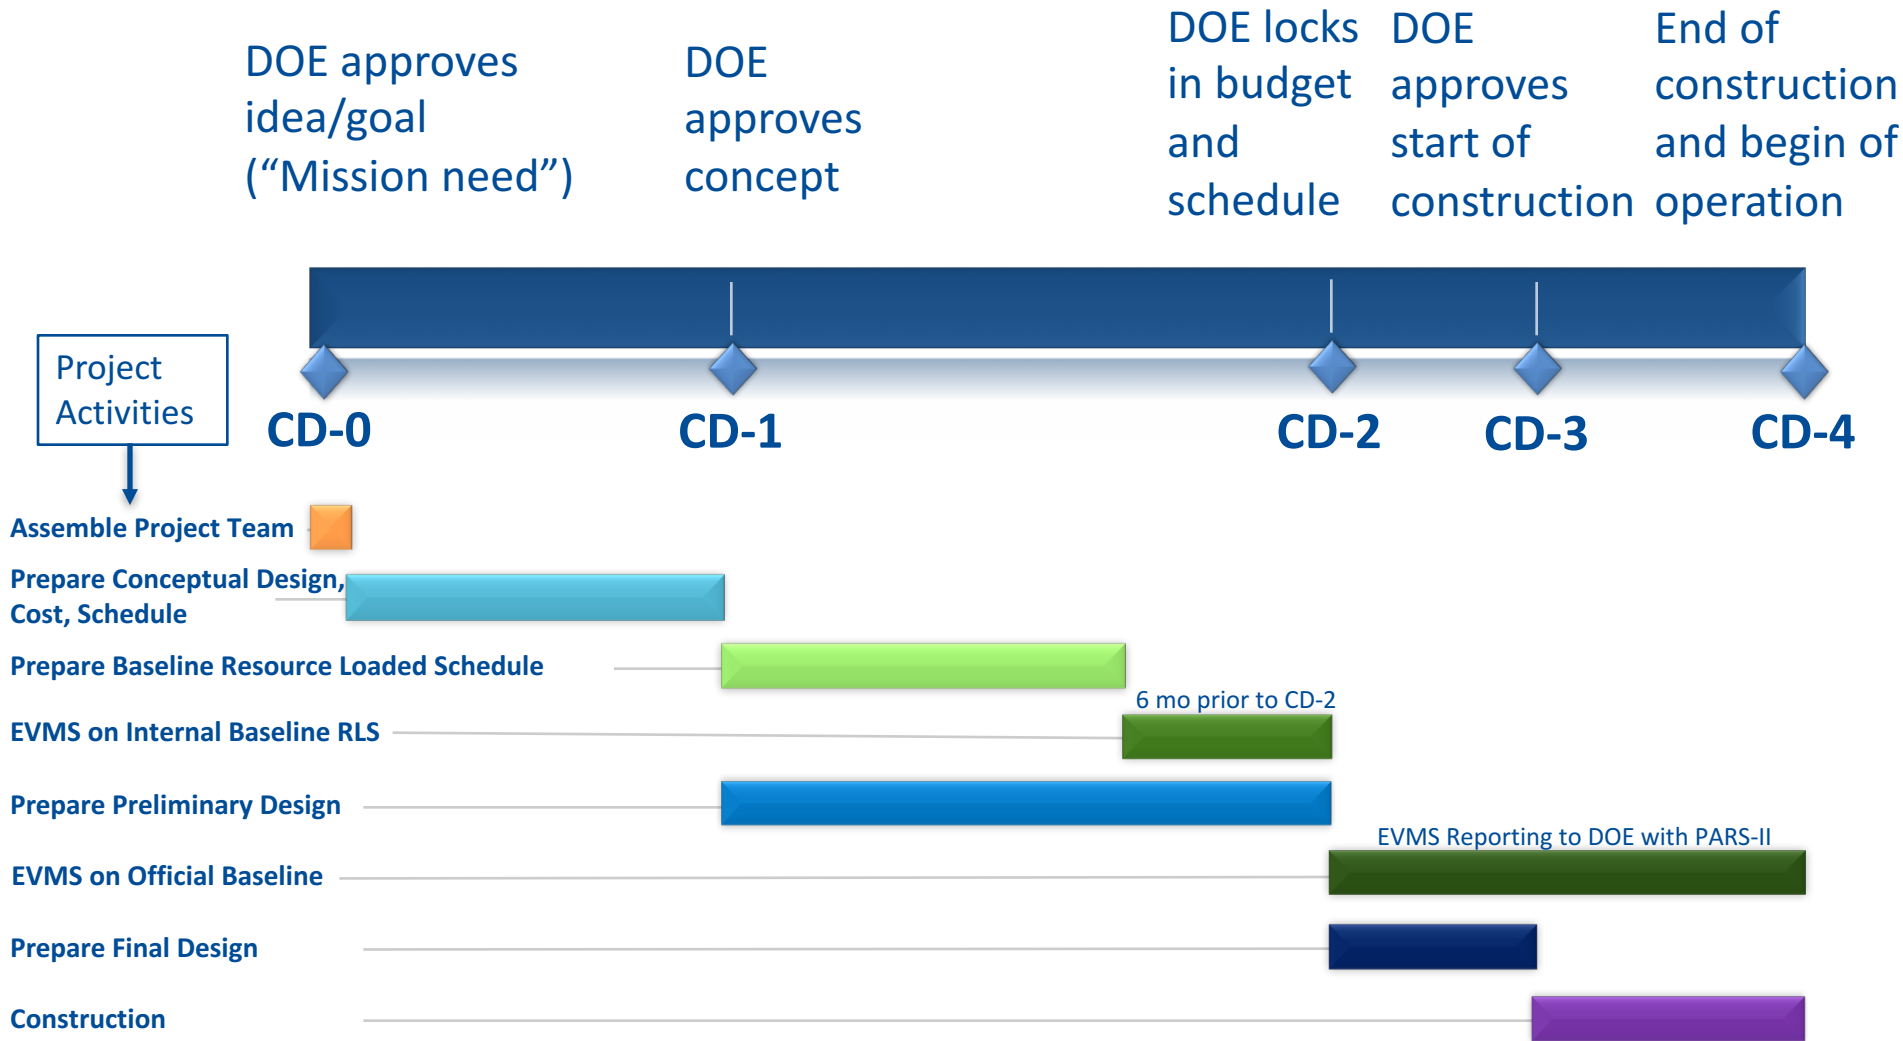 DOE approves
idea/goal
(“Mission need”)
DOE
approves
concept
DOE locks
in budget
and
schedule
DOE
approves
start of
construction
End of
construction
and begin of
operation
Project
Activities
CD-0
CD-1
CD-2
CD-3
CD-4
Assemble Project Team
Prepare Conceptual Design,
Cost, Schedule
Prepare Baseline Resource Loaded Schedule
6 mo prior to CD-2
EVMS on Internal Baseline RLS
Prepare Preliminary Design
EVMS Reporting to DOE with PARS-II
EVMS on Official Baseline
Prepare Final Design
Construction